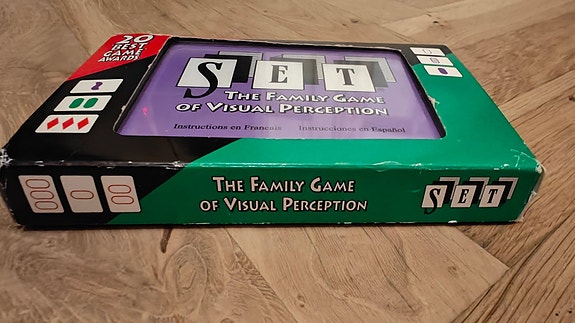 20
BEST
GAME
AWARDS
SET
THE FAMILY GAME
OF VISUAL PERCEPTION
Instructions en Francais Instrucciones en Español
THE FAMILY GAME
OF VISUAL PERCEPTION
SET